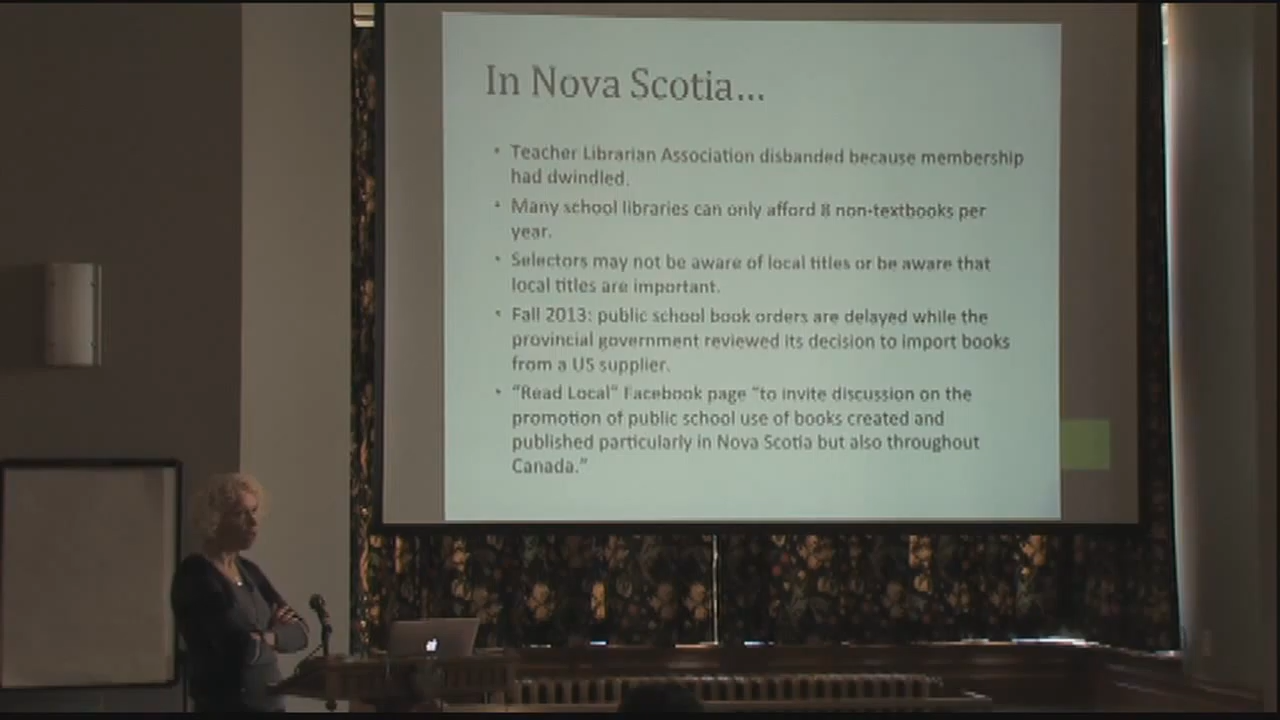 In Nova Scotia...
• Teacher Librarian Association disbanded because membership
had dwindled.
• Many school libraries can only afford 8 non-textbooks per
year.
• Selectors may not be aware of local titles or be aware that
local titles are important.
• Fall 2013: public school book orders are delayed while the
provincial government reviewed its decision to import books
from a US supplier.
• “Read Local” Facebook page “to invite discussion on the
promotion of public school use of books created and
published particularly in Nova Scotia but also throughout
Canada.”